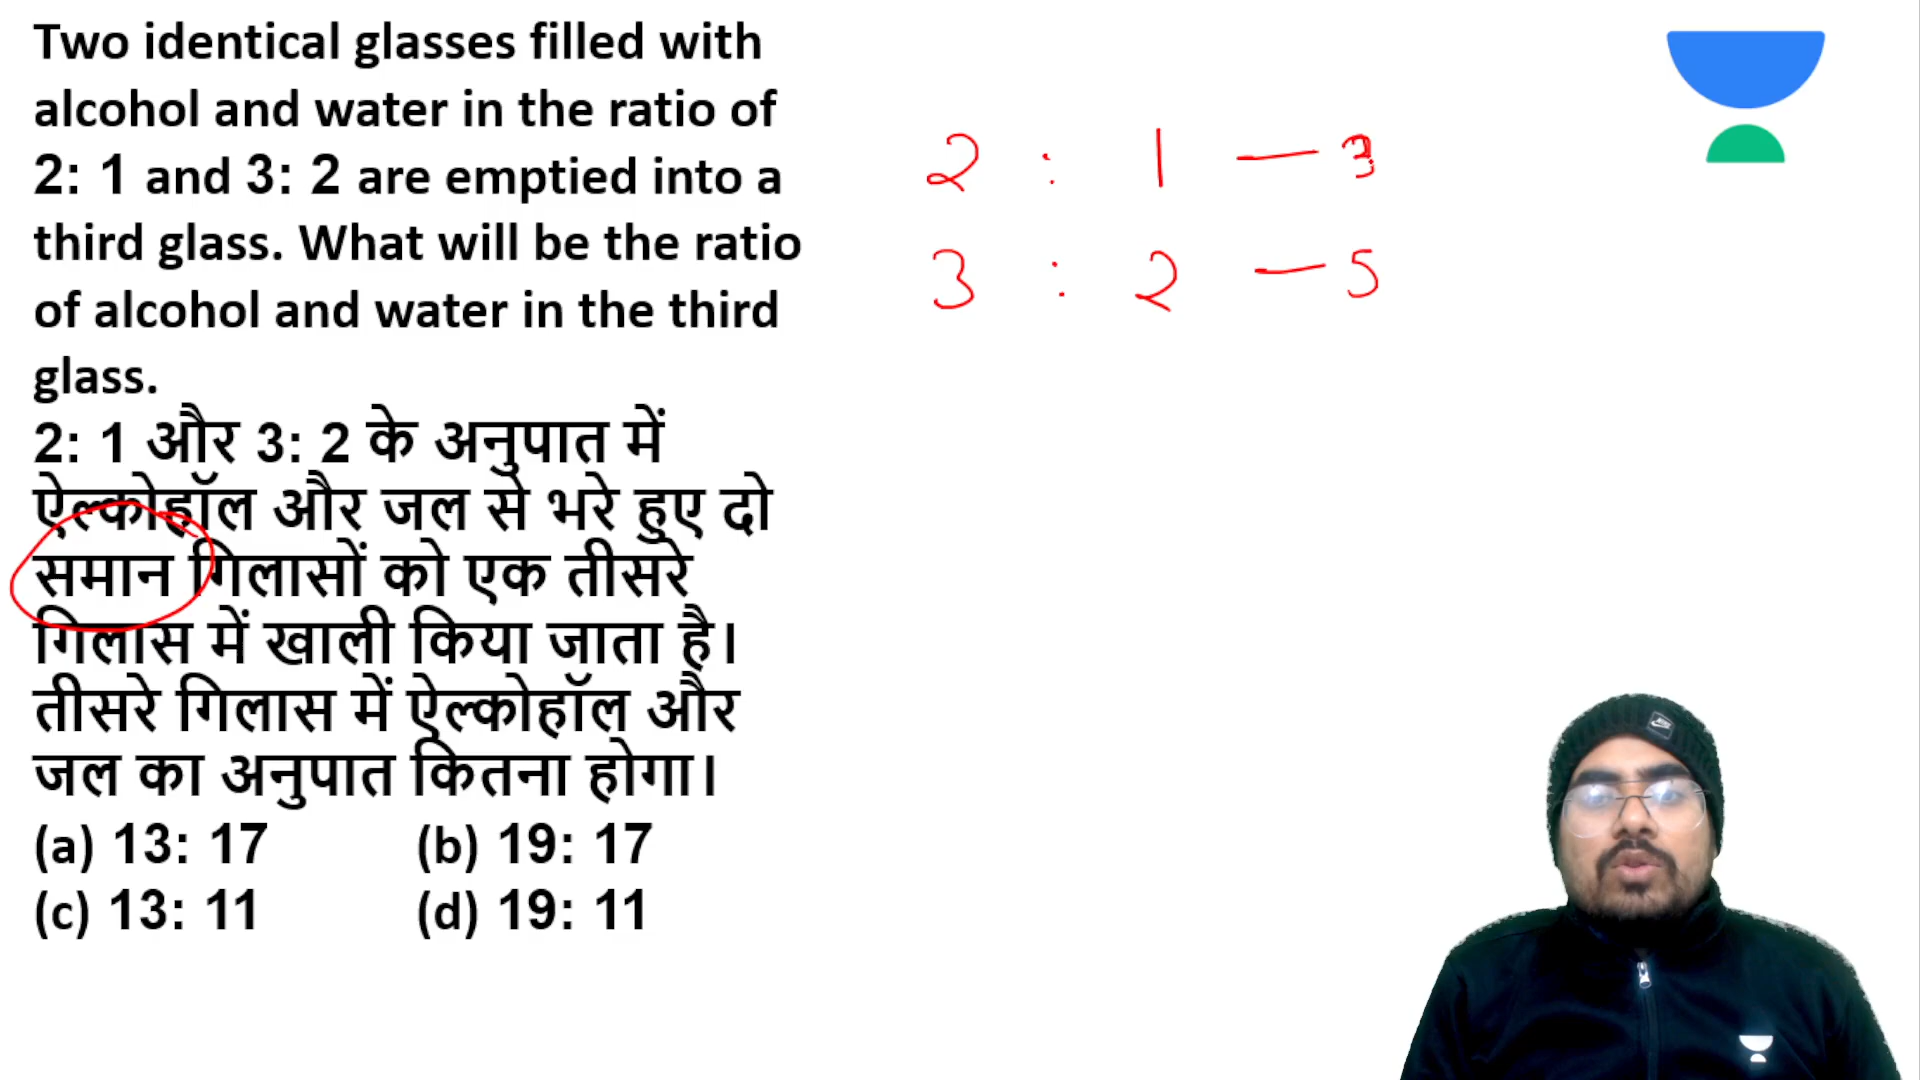 Two identical glasses filled with
alcohol and water in the ratio of
2: 1 and 3: 2 are emptied into a
third glass. What will be the ratio
of alcohol and water in the third
glass.
2: 1 और 3: 2 के अनुपात में
ऐल्कोहॉल और जल से भरे हुए दो
समान गिलासों को एक तीसरे
गिलास में खाली किया जाता है।
तीसरे गिलास में ऐल्कोहॉल और
जल का अनुपात कितना होगा।
(a) 13: 17 (b) 19: 17
(c) 13: 11 (d) 19: 11
2 : 1 — 3
3 : 2 — 5